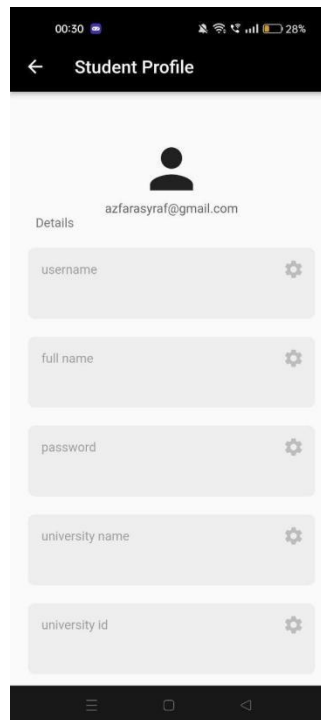 00:30 28%
Student Profile
azfarasyraf@gmail.com
Details
username
full name
password
university name
university id